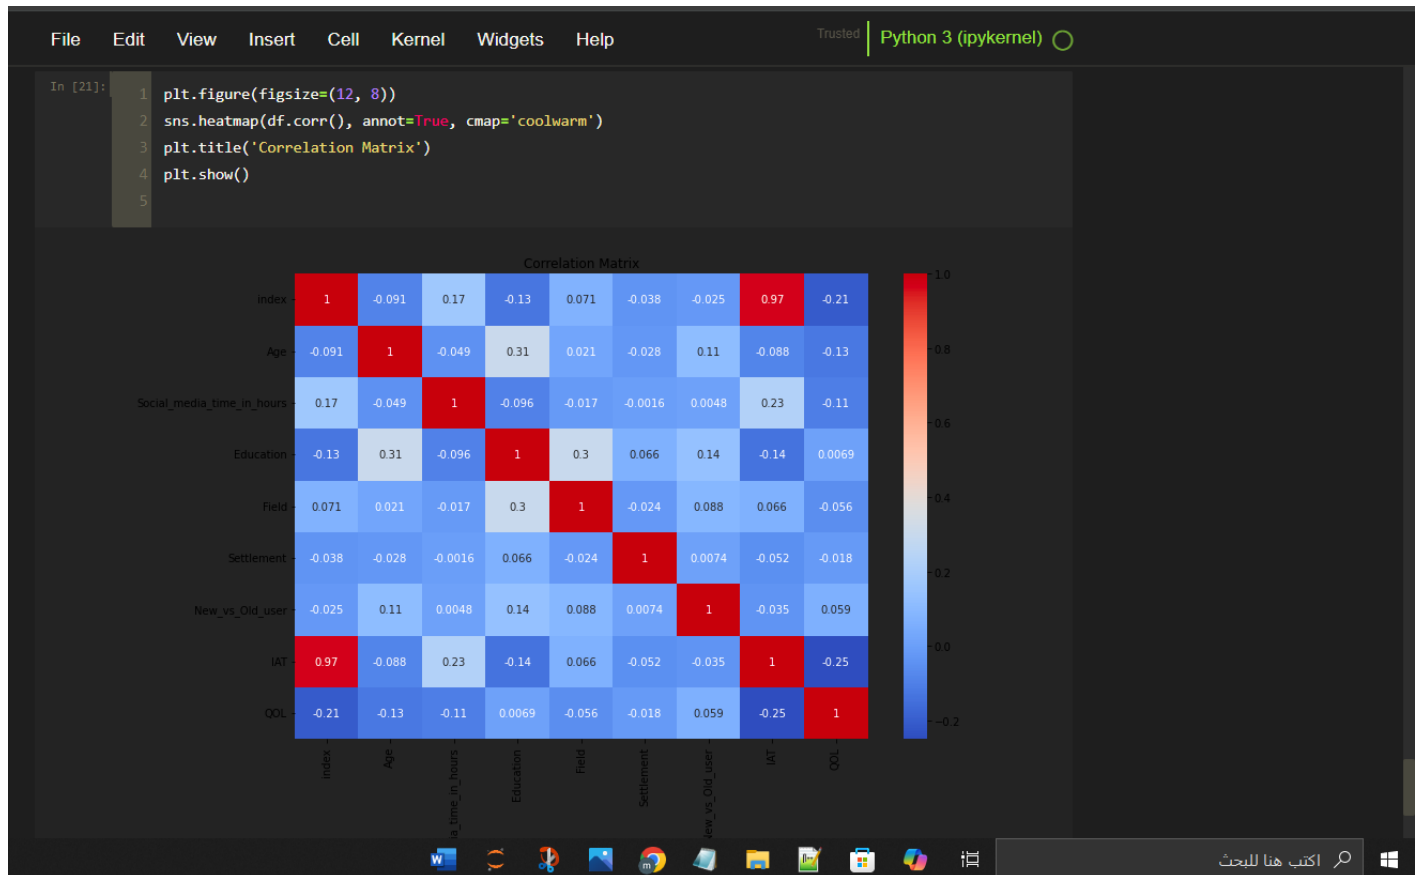 File Edit View Insert Cell Kernel Widgets Help Trusted Python 3 (ipykernel)
In [21]:
1 plt.figure(figsize=(12, 8))
2 sns.heatmap(df.corr(), annot=True, cmap='coolwarm')
3 plt.title('Correlation Matrix')
4 plt.show()
5
Correlation Matrix
index 1 -0.091 0.17 -0.13 0.071 -0.038 -0.025 0.97 -0.21
Age -0.091 1 -0.049 0.31 0.021 -0.028 0.11 -0.088 -0.13
Social_media_time_in_hours 0.17 -0.049 1 -0.096 -0.017 -0.0016 0.0048 0.23 -0.11
Education -0.13 0.31 -0.096 1 0.3 0.066 0.14 -0.14 0.0069
Field 0.071 0.021 -0.017 0.3 1 -0.024 0.088 0.066 -0.056
Settlement -0.038 -0.028 -0.0016 0.066 -0.024 1 0.0074 -0.052 -0.018
New_vs_Old_user -0.025 0.11 0.0048 0.14 0.088 0.0074 1 -0.035 0.059
IAT 0.97 -0.088 0.23 -0.14 0.066 -0.052 -0.035 1 -0.25
QOL -0.21 -0.13 -0.11 0.0069 -0.056 -0.018 0.059 -0.25 1
index Age ia_time_in_hours Education Field Settlement New_vs_Old_user IAT QOL
1.0
0.8
0.6
0.4
0.2
0.0
-0.2
اكتب هنا للبحث